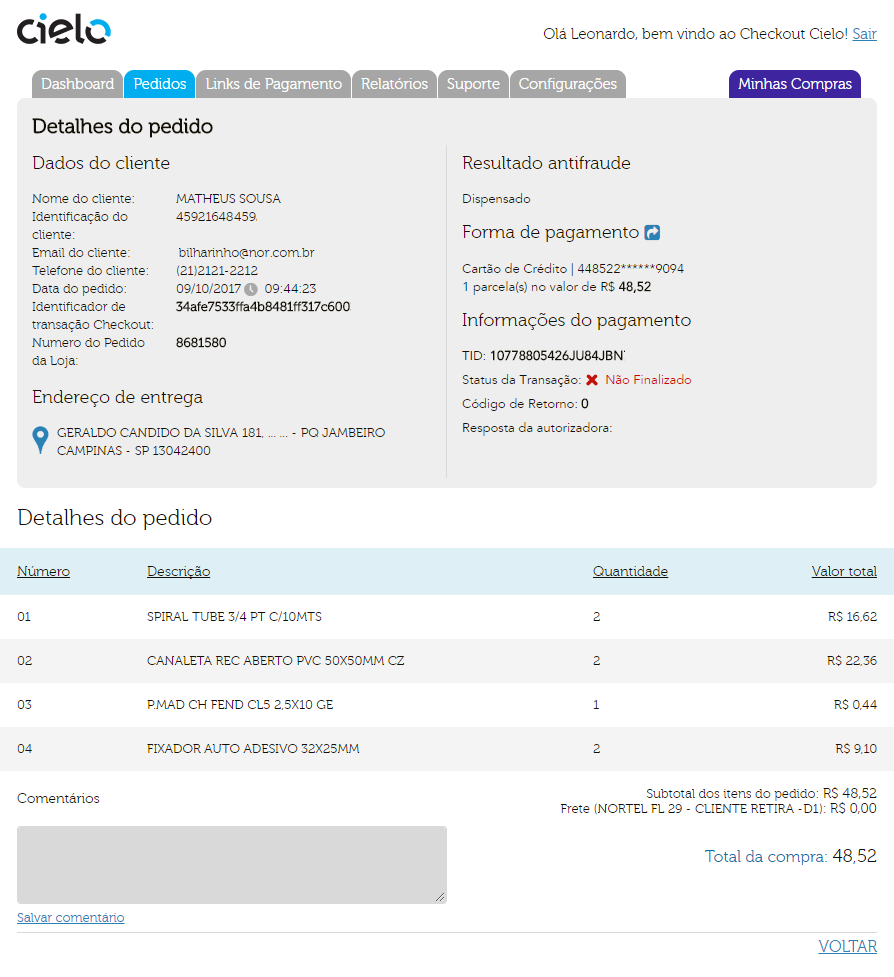 cielo
Olá Leonardo, bem vindo ao Checkout Cielo! Sair
Dashboard Pedidos Links de Pagamento Relatórios Suporte Configurações Minhas Compras
Detalhes do pedido
Dados do cliente
Nome do cliente: MATHEUS SOUSA
Identificação do 45921648459
cliente:
Email do cliente: bilharinho@nor.com.br
Telefone do cliente: (21)2121-2212
Data do pedido: 09/10/2017 09:44:23
Identificador de 34afe7533ffa4b8481ff317c600
transação Checkout:
Numero do Pedido 8681580
da Loja:
Endereço de entrega
GERALDO CANDIDO DA SILVA 181, ... ... - PQ JAMBEIRO
CAMPINAS - SP 13042400
Resultado antifraude
Dispensado
Forma de pagamento
Cartão de Crédito | 448522******9094
1 parcela(s) no valor de R$ 48,52
Informações do pagamento
TID: 10778805426JU84JBN
Status da Transação: Não Finalizado
Código de Retorno: 0
Resposta da autorizadora:
Detalhes do pedido
Número Descrição Quantidade Valor total
01 SPIRAL TUBE 3/4 PT C/10MTS 2 R$ 16,62
02 CANALETA REC ABERTO PVC 50X50MM CZ 2 R$ 22,36
03 P.MAD CH FEND CL5 2,5X10 GE 1 R$ 0,44
04 FIXADOR AUTO ADESIVO 32X25MM 2 R$ 9,10
Comentários
Subtotal dos itens do pedido: R$ 48,52
Frete (NORTEL FL 29 - CLIENTE RETIRA -D1): R$ 0,00
Total da compra: 48,52
Salvar comentário
VOLTAR